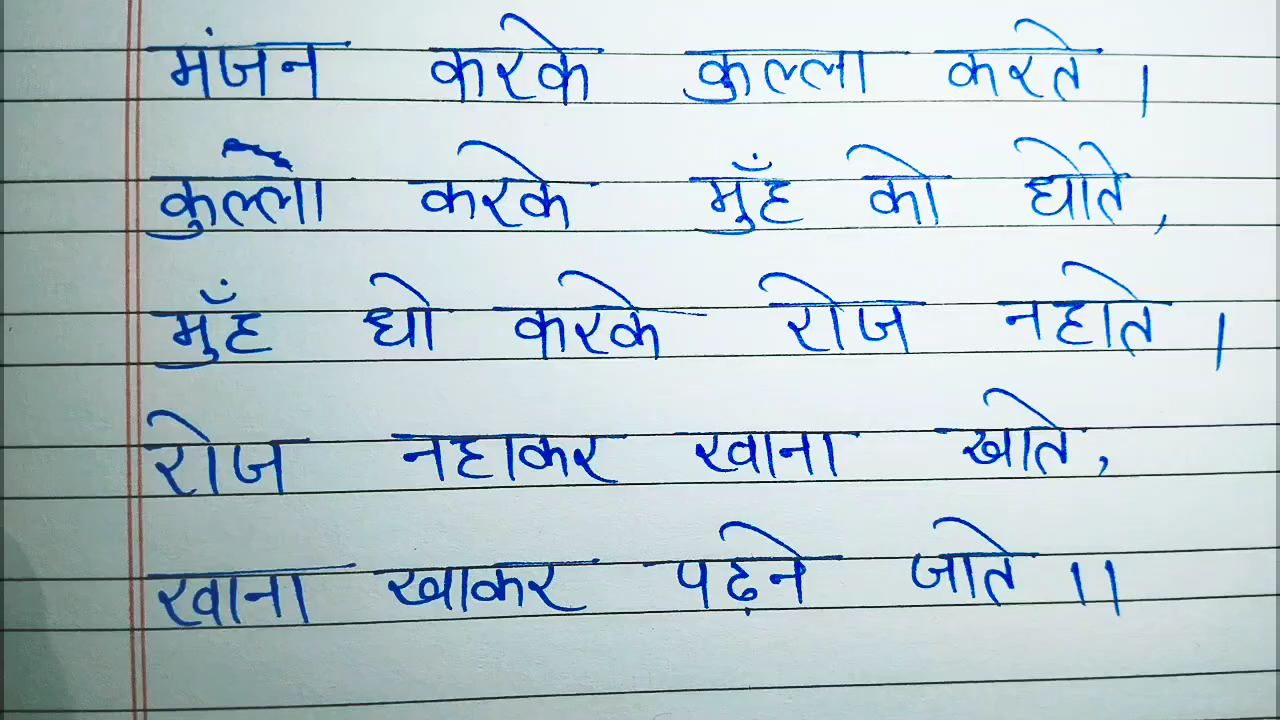 मंजन करके कुल्ला करते ।
कुल्ला करके मुँह को धोते,
मुँह धो करके रोज नहाते ।
रोज नहाकर खाना खाते,
खाना खाकर पढ़ने जाते ।।